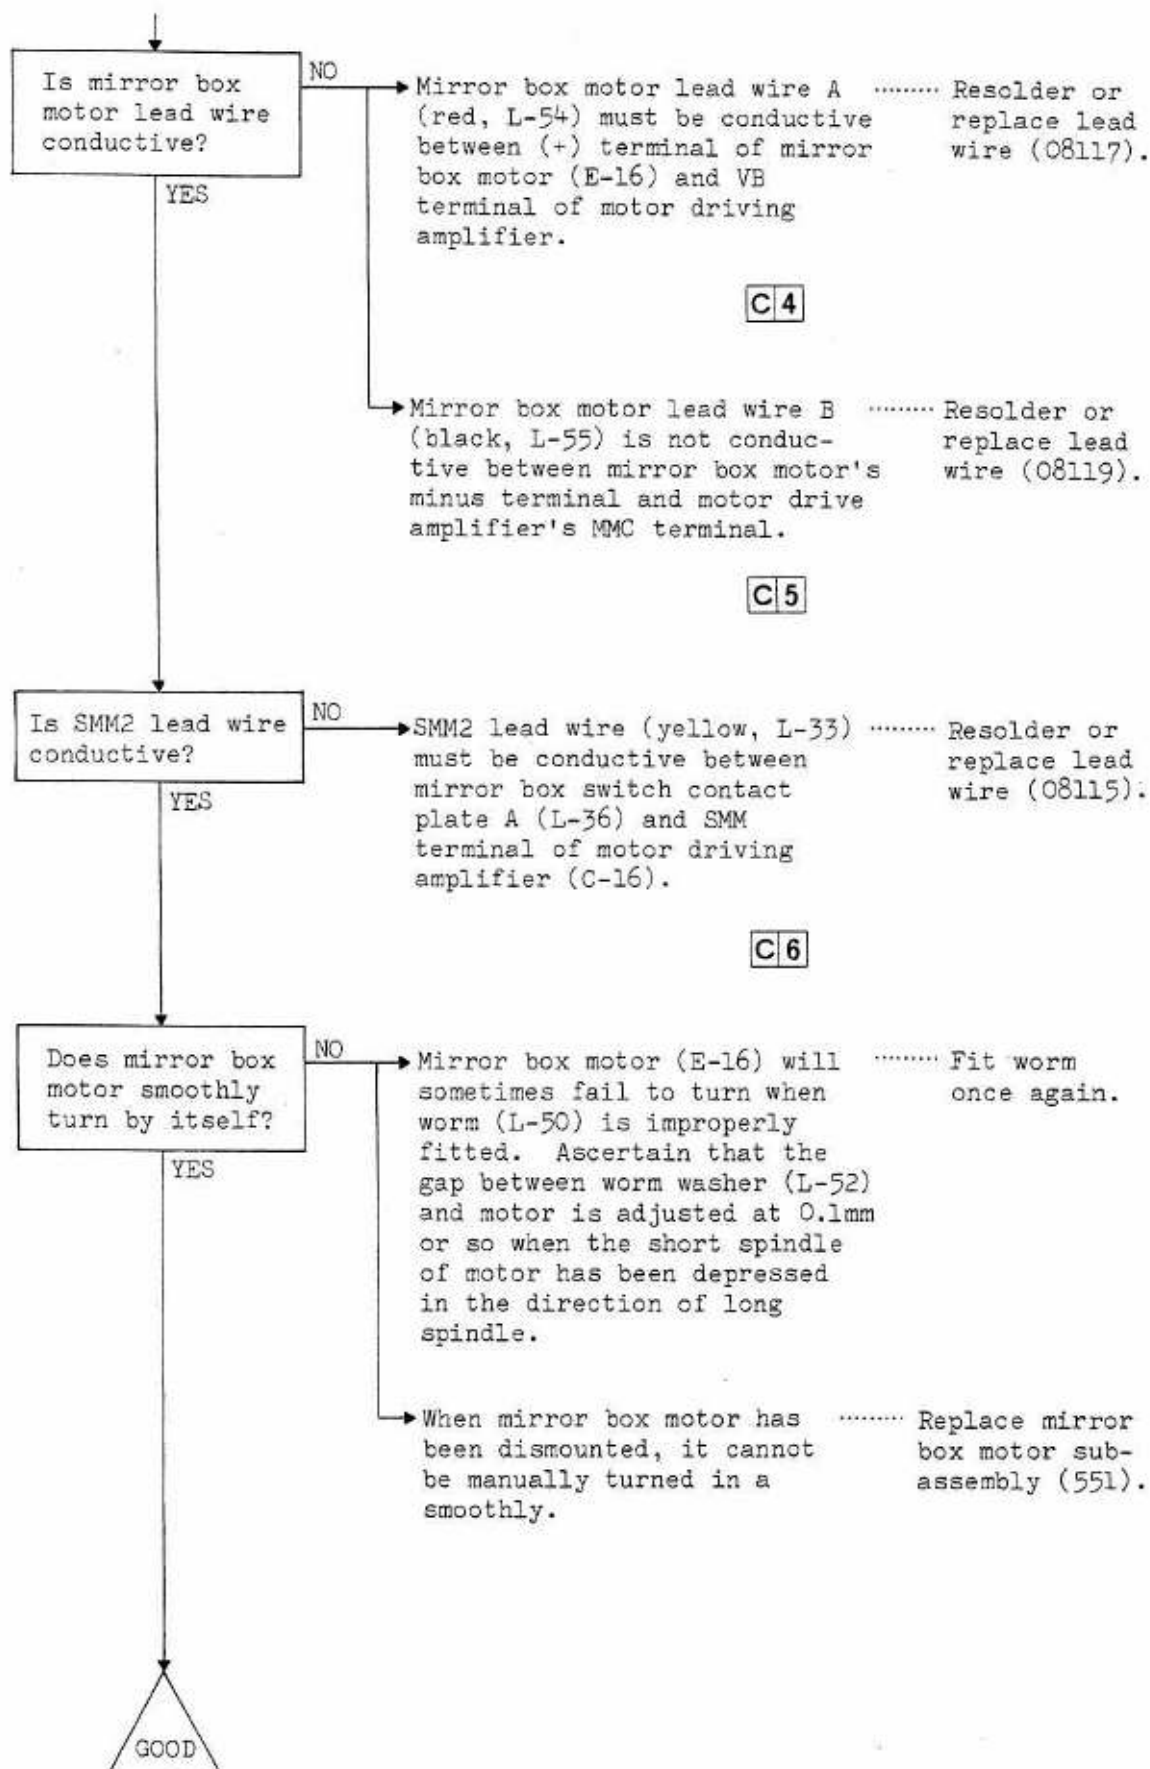 Is mirror box
motor lead wire
conductive?
NO
YES
Mirror box motor lead wire A
(red, L-54) must be conductive
between (+) terminal of mirror
box motor (E-16) and VB
terminal of motor driving
amplifier.
········ Resolder or
replace lead
wire (08117).
C 4
Mirror box motor lead wire B
(black, L-55) is not conduc-
tive between mirror box motor's
minus terminal and motor drive
amplifier's MMC terminal.
········ Resolder or
replace lead
wire (08119).
C 5
Is SMM2 lead wire
conductive?
NO
YES
SMM2 lead wire (yellow, L-33)
must be conductive between
mirror box switch contact
plate A (L-36) and SMM
terminal of motor driving
amplifier (C-16).
········ Resolder or
replace lead
wire (08115).
C 6
Does mirror box
motor smoothly
turn by itself?
NO
YES
Mirror box motor (E-16) will
sometimes fail to turn when
worm (L-50) is improperly
fitted. Ascertain that the
gap between worm washer (L-52)
and motor is adjusted at 0.1mm
or so when the short spindle
of motor has been depressed
in the direction of long
spindle.
········ Fit worm
once again.
When mirror box motor has
been dismounted, it cannot
be manually turned in a
smoothly.
········ Replace mirror
box motor sub-
assembly (551).
GOOD